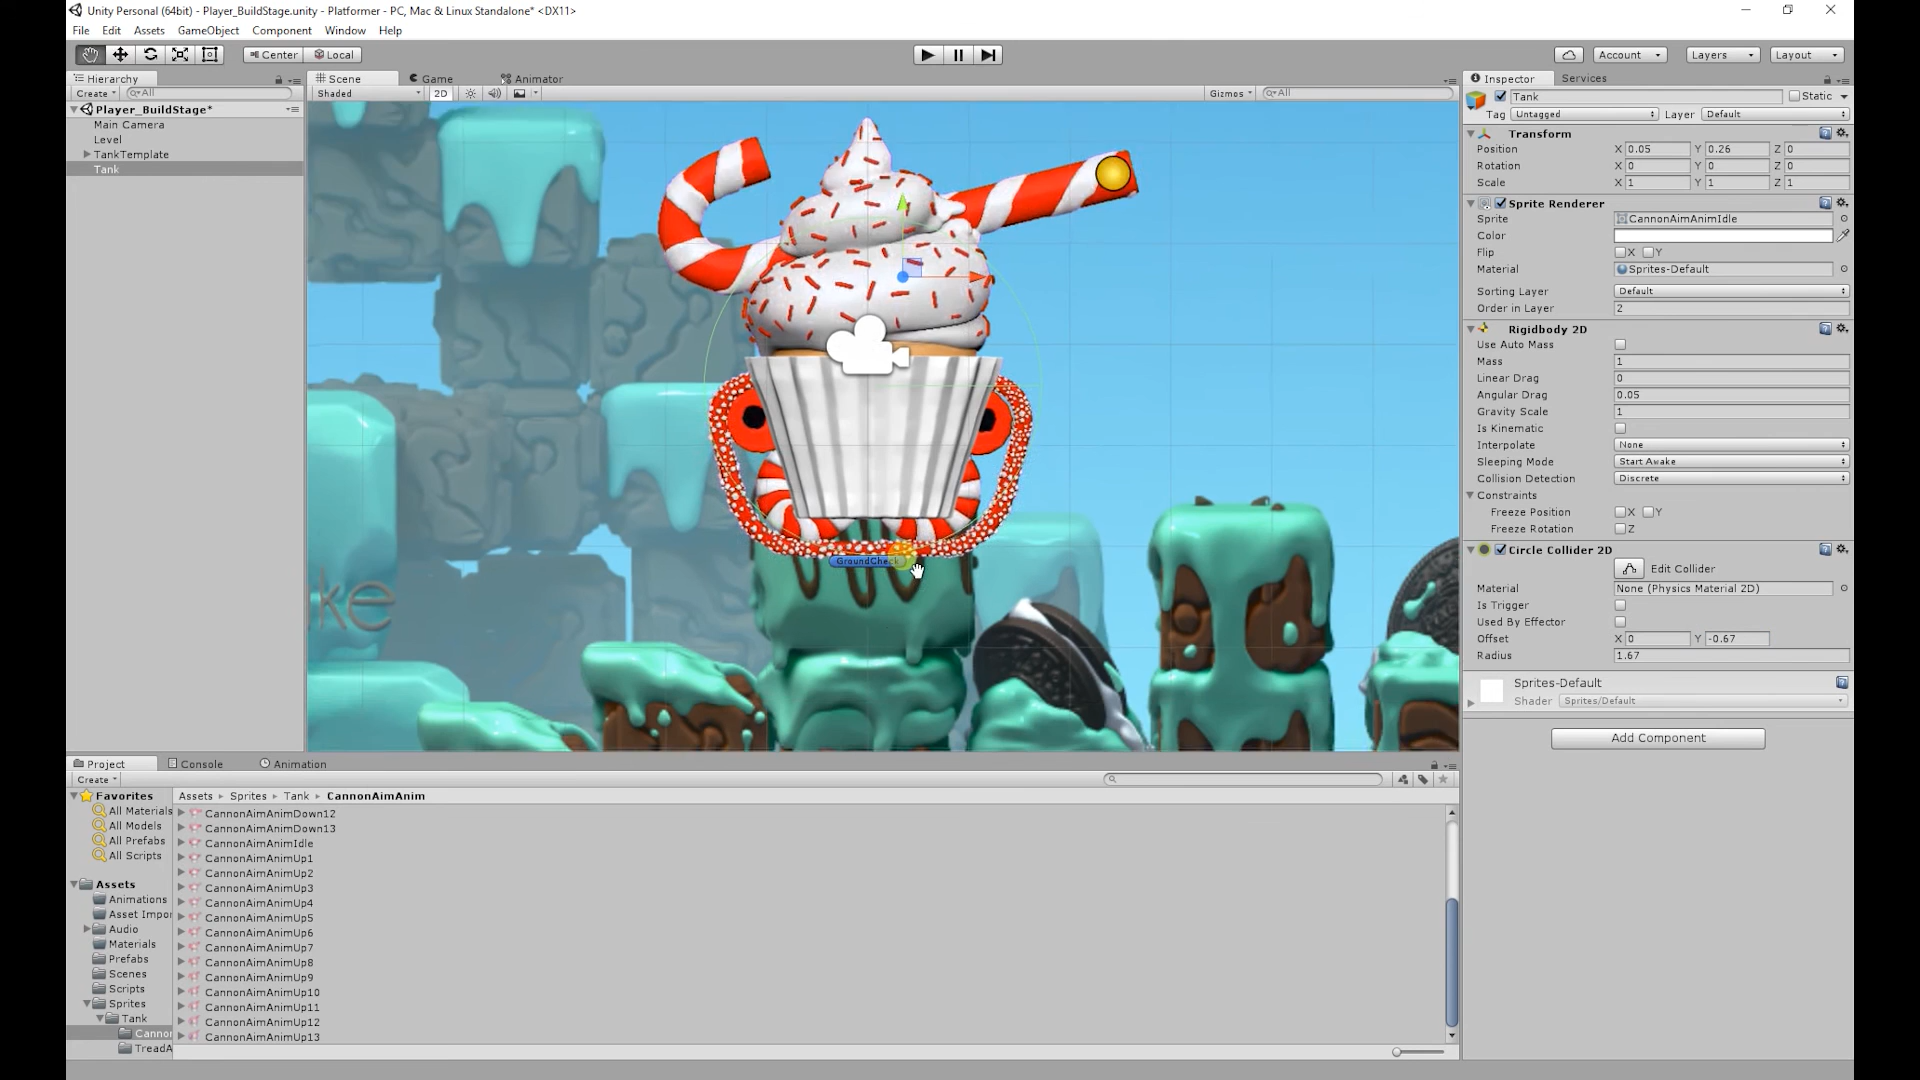 Unity Personal (64bit) - Player_BuildStage.unity - Platformer - PC, Mac & Linux Standalone* <DX11>
File Edit Assets GameObject Component Window Help
Center Local Account Layers Layout
Hierarchy
Create All
Player_BuildStage*
Main Camera
Level
TankTemplate
Tank
Scene Game Animator
Shaded 2D Gizmos All
GroundCheck
ke
Inspector Services
Tank Static
Tag Untagged Layer Default
Transform
Position X 0.05 Y 0.26 Z 0
Rotation X 0 Y 0 Z 0
Scale X 1 Y 1 Z 1
Sprite Renderer
Sprite CannonAimAnimIdle
Color
Flip X Y
Material Sprites-Default
Sorting Layer Default
Order in Layer 2
Rigidbody 2D
Use Auto Mass
Mass 1
Linear Drag 0
Angular Drag 0.05
Gravity Scale 1
Is Kinematic
Interpolate None
Sleeping Mode Start Awake
Collision Detection Discrete
Constraints
Freeze Position X Y
Freeze Rotation Z
Circle Collider 2D
Edit Collider
Material None (Physics Material 2D)
Is Trigger
Used By Effector
Offset X 0 Y -0.67
Radius 1.67
Sprites-Default
Shader Sprites/Default
Add Component
Project Console Animation
Create
Favorites
All Materials
All Models
All Prefabs
All Scripts
Assets
Animations
Asset Impor
Audio
Materials
Prefabs
Scenes
Scripts
Sprites
Tank
Cannor
TreadA
Assets Sprites Tank CannonAimAnim
CannonAimAnimDown12
CannonAimAnimDown13
CannonAimAnimIdle
CannonAimAnimUp1
CannonAimAnimUp2
CannonAimAnimUp3
CannonAimAnimUp4
CannonAimAnimUp5
CannonAimAnimUp6
CannonAimAnimUp7
CannonAimAnimUp8
CannonAimAnimUp9
CannonAimAnimUp10
CannonAimAnimUp11
CannonAimAnimUp12
CannonAimAnimUp13